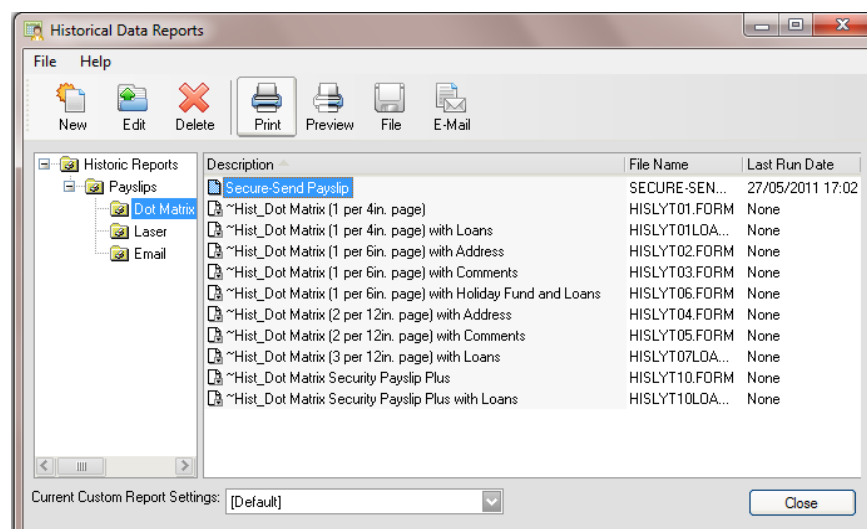 Historical Data Reports
File Help
New Edit Delete Print Preview File E-Mail
Historic Reports
Payslips
Dot Matrix
Laser
Email
Description File Name Last Run Date
Secure-Send Payslip SECURE-SEN... 27/05/2011 17:02
~Hist_Dot Matrix (1 per 4in. page) HISLYT01.FORM None
~Hist_Dot Matrix (1 per 4in. page) with Loans HISLYT01LOA... None
~Hist_Dot Matrix (1 per 6in. page) with Address HISLYT02.FORM None
~Hist_Dot Matrix (1 per 6in. page) with Comments HISLYT03.FORM None
~Hist_Dot Matrix (1 per 6in. page) with Holiday Fund and Loans HISLYT06.FORM None
~Hist_Dot Matrix (2 per 12in. page) with Address HISLYT04.FORM None
~Hist_Dot Matrix (2 per 12in. page) with Comments HISLYT05.FORM None
~Hist_Dot Matrix (3 per 12in. page) with Loans HISLYT07LOA... None
~Hist_Dot Matrix Security Payslip Plus HISLYT10.FORM None
~Hist_Dot Matrix Security Payslip Plus with Loans HISLYT10LOA... None
Current Custom Report Settings: [Default] Close